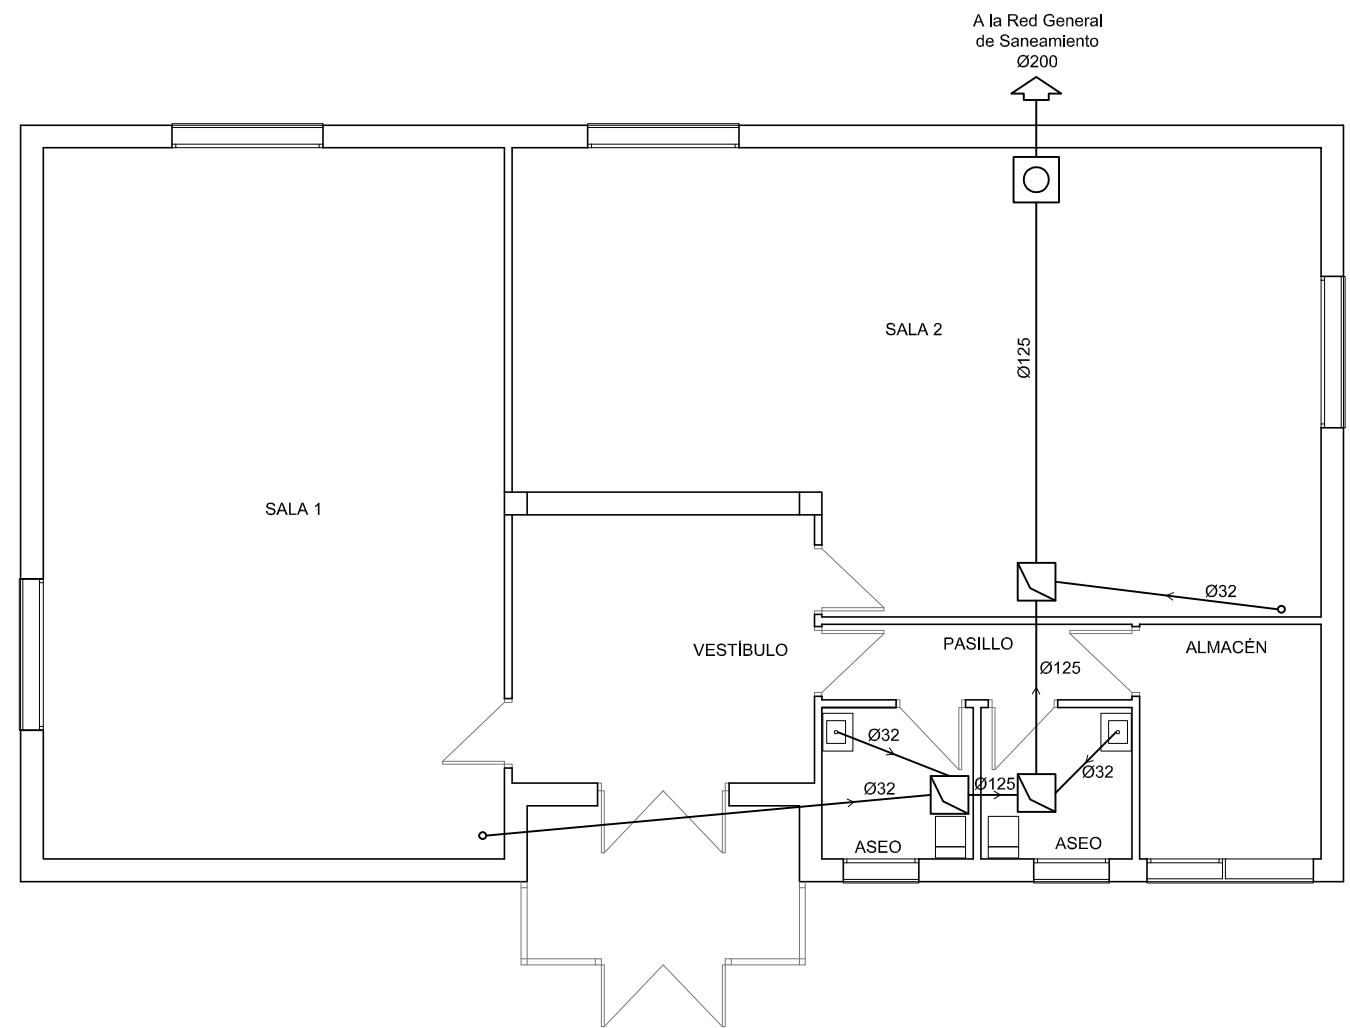 A la Red General
de Saneamiento
Ø200
SALA 2
Ø125
SALA 1
Ø32
VESTÍBULO
PASILLO
ALMACÉN
Ø125
Ø32
Ø32
Ø32
Ø125
ASEO
ASEO